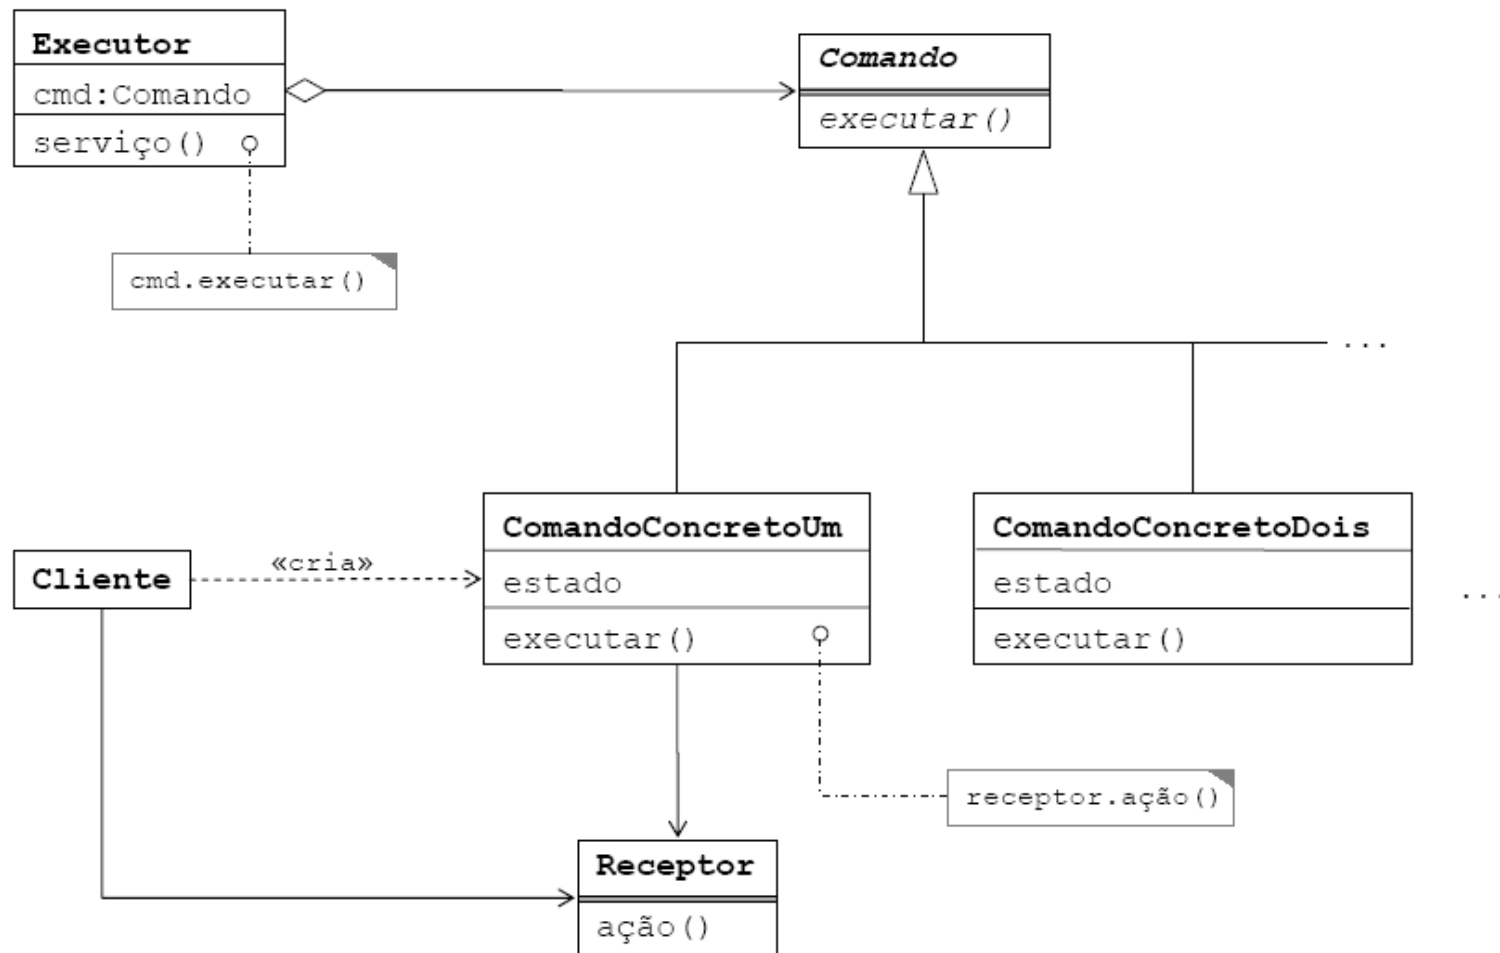 Executor
cmd:Comando
serviço()
cmd.executar()
Comando
executar()
...
ComandoConcretoUm
estado
executar()
ComandoConcretoDois
estado
executar()
...
Cliente
«cria»
receptor.ação()
Receptor
ação()